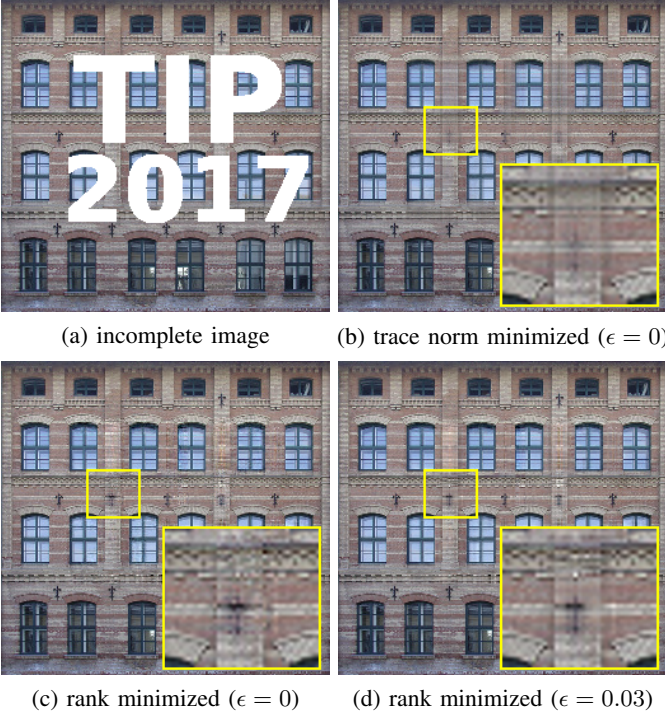 TIP
2017
(a) incomplete image
(b) trace norm minimized (ϵ = 0)
(c) rank minimized (ϵ = 0)
(d) rank minimized (ϵ = 0.03)